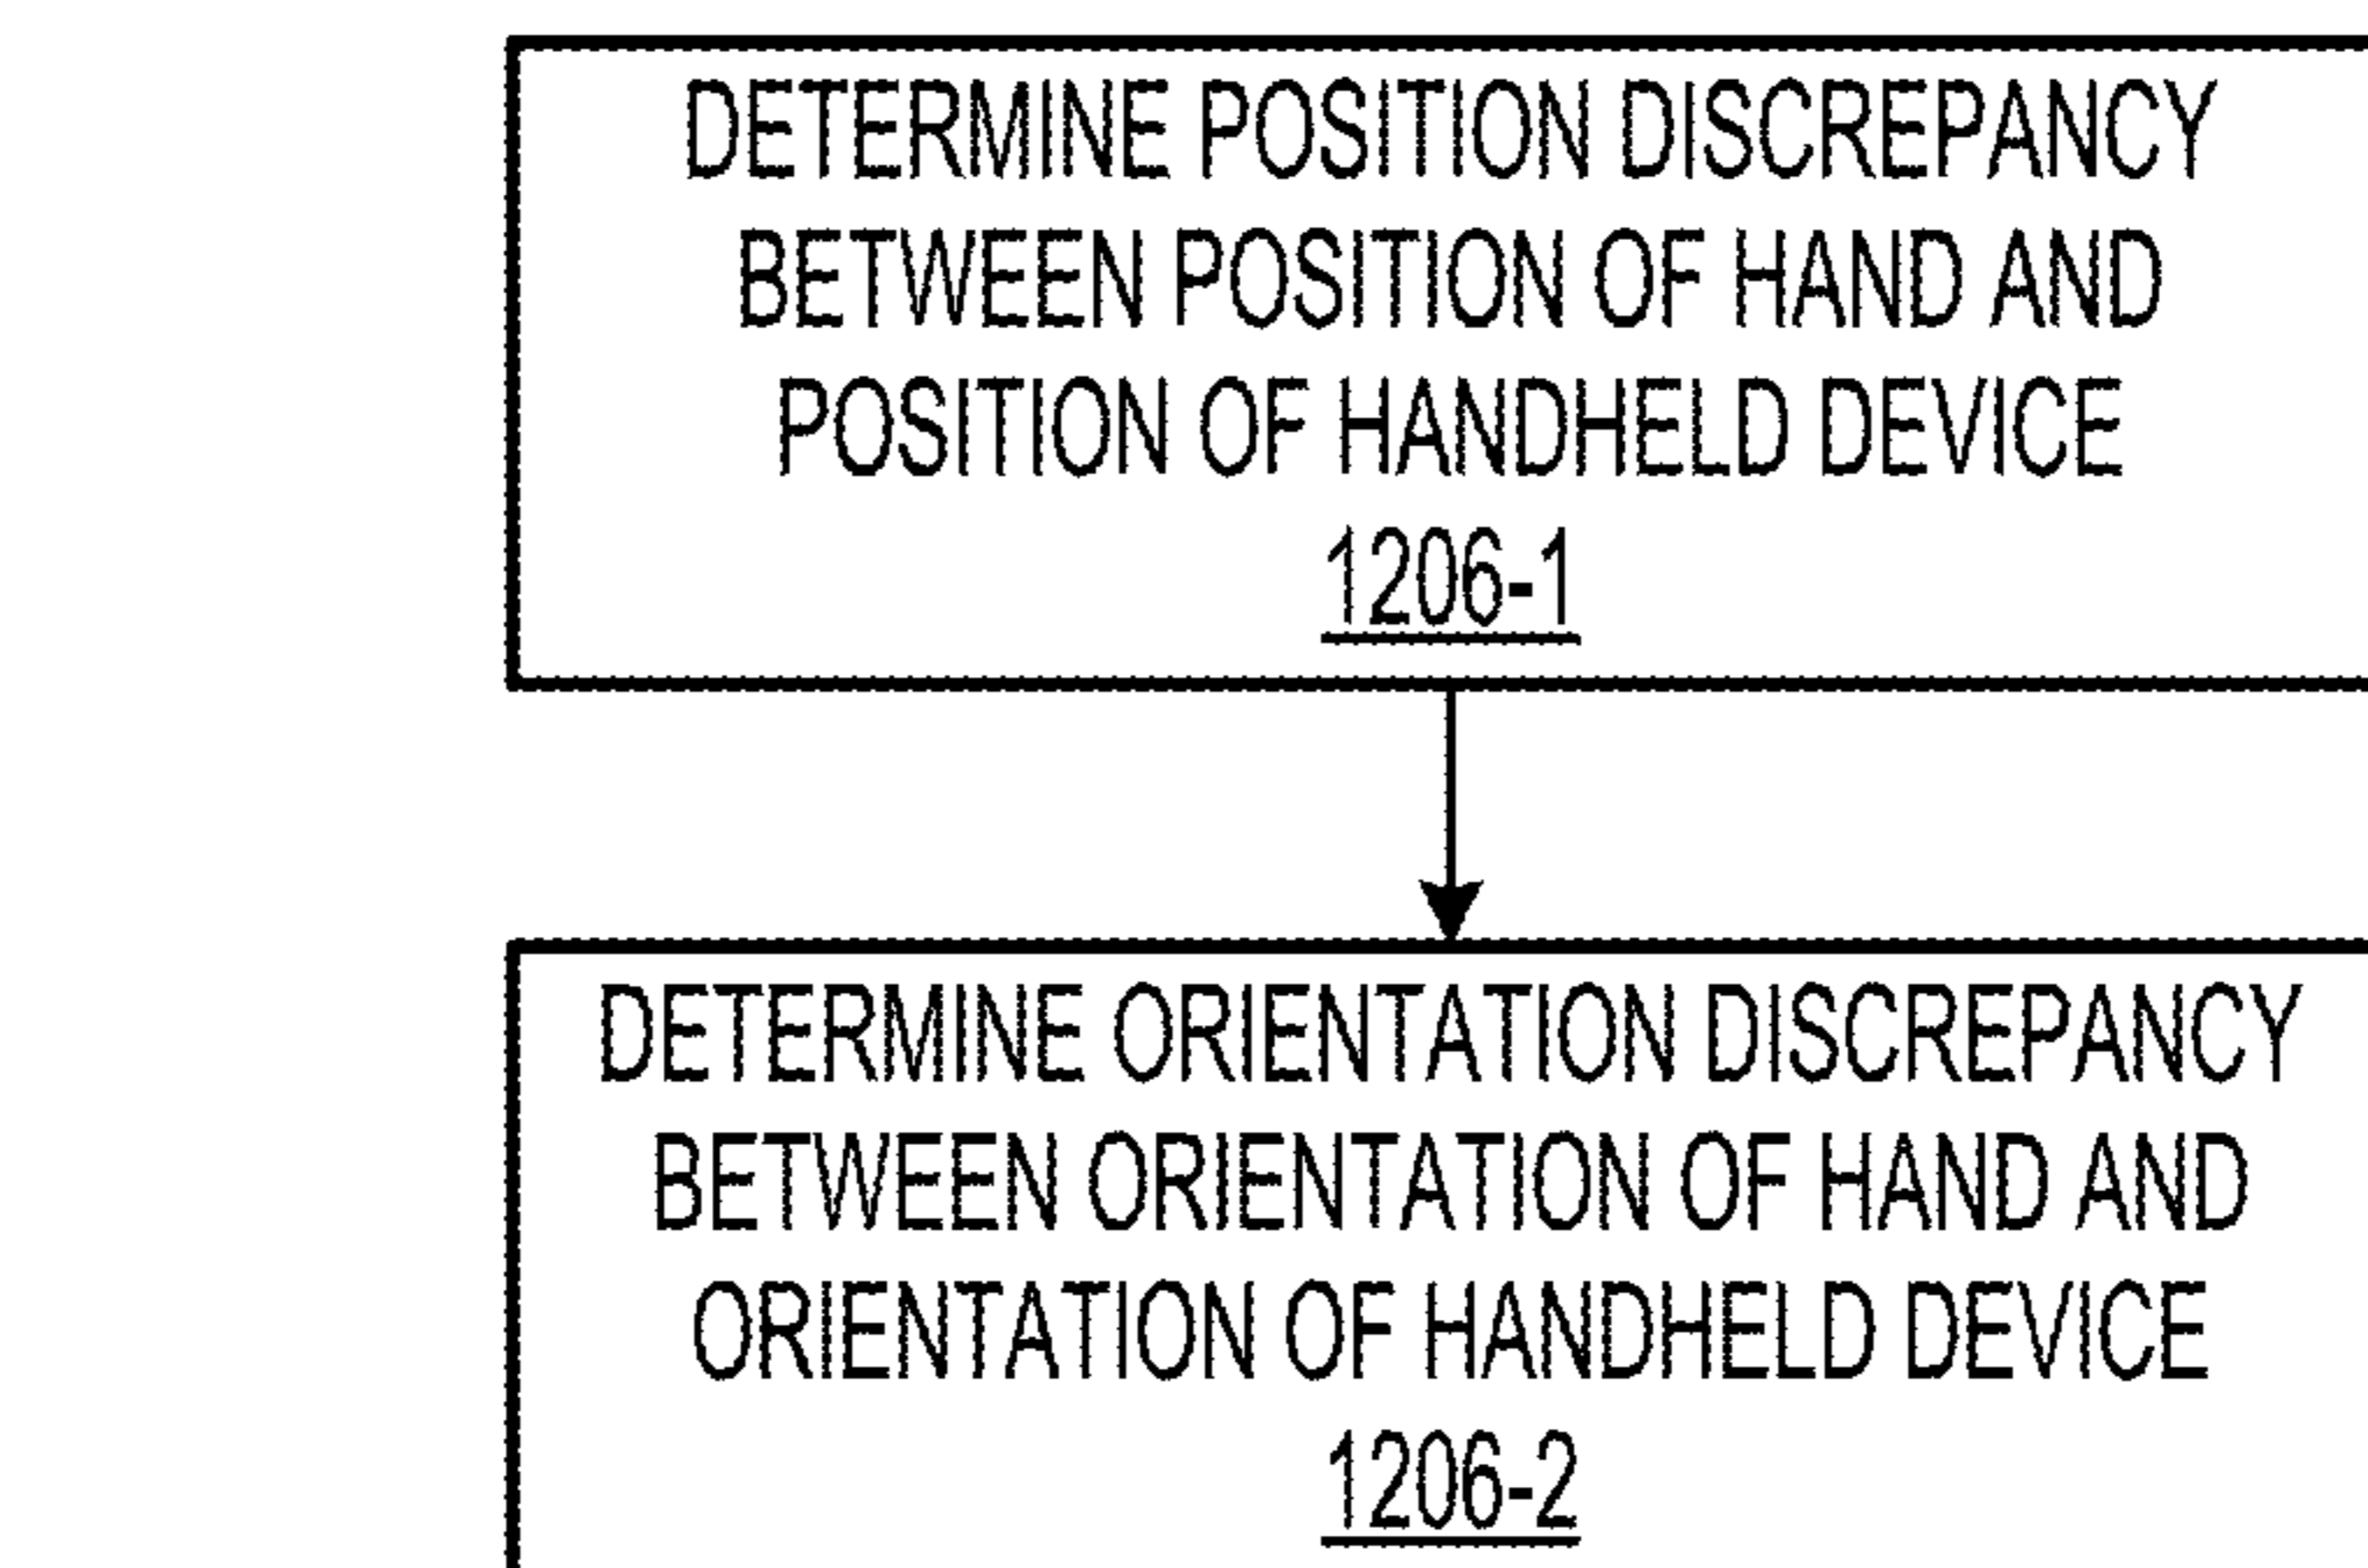 DETERMINE POSITION DISCREPANCY
BETWEEN POSITION OF HAND AND
POSITION OF HANDHELD DEVICE
1206-1
DETERMINE ORIENTATION DISCREPANCY
BETWEEN ORIENTATION OF HAND AND
ORIENTATION OF HANDHELD DEVICE
1206-2